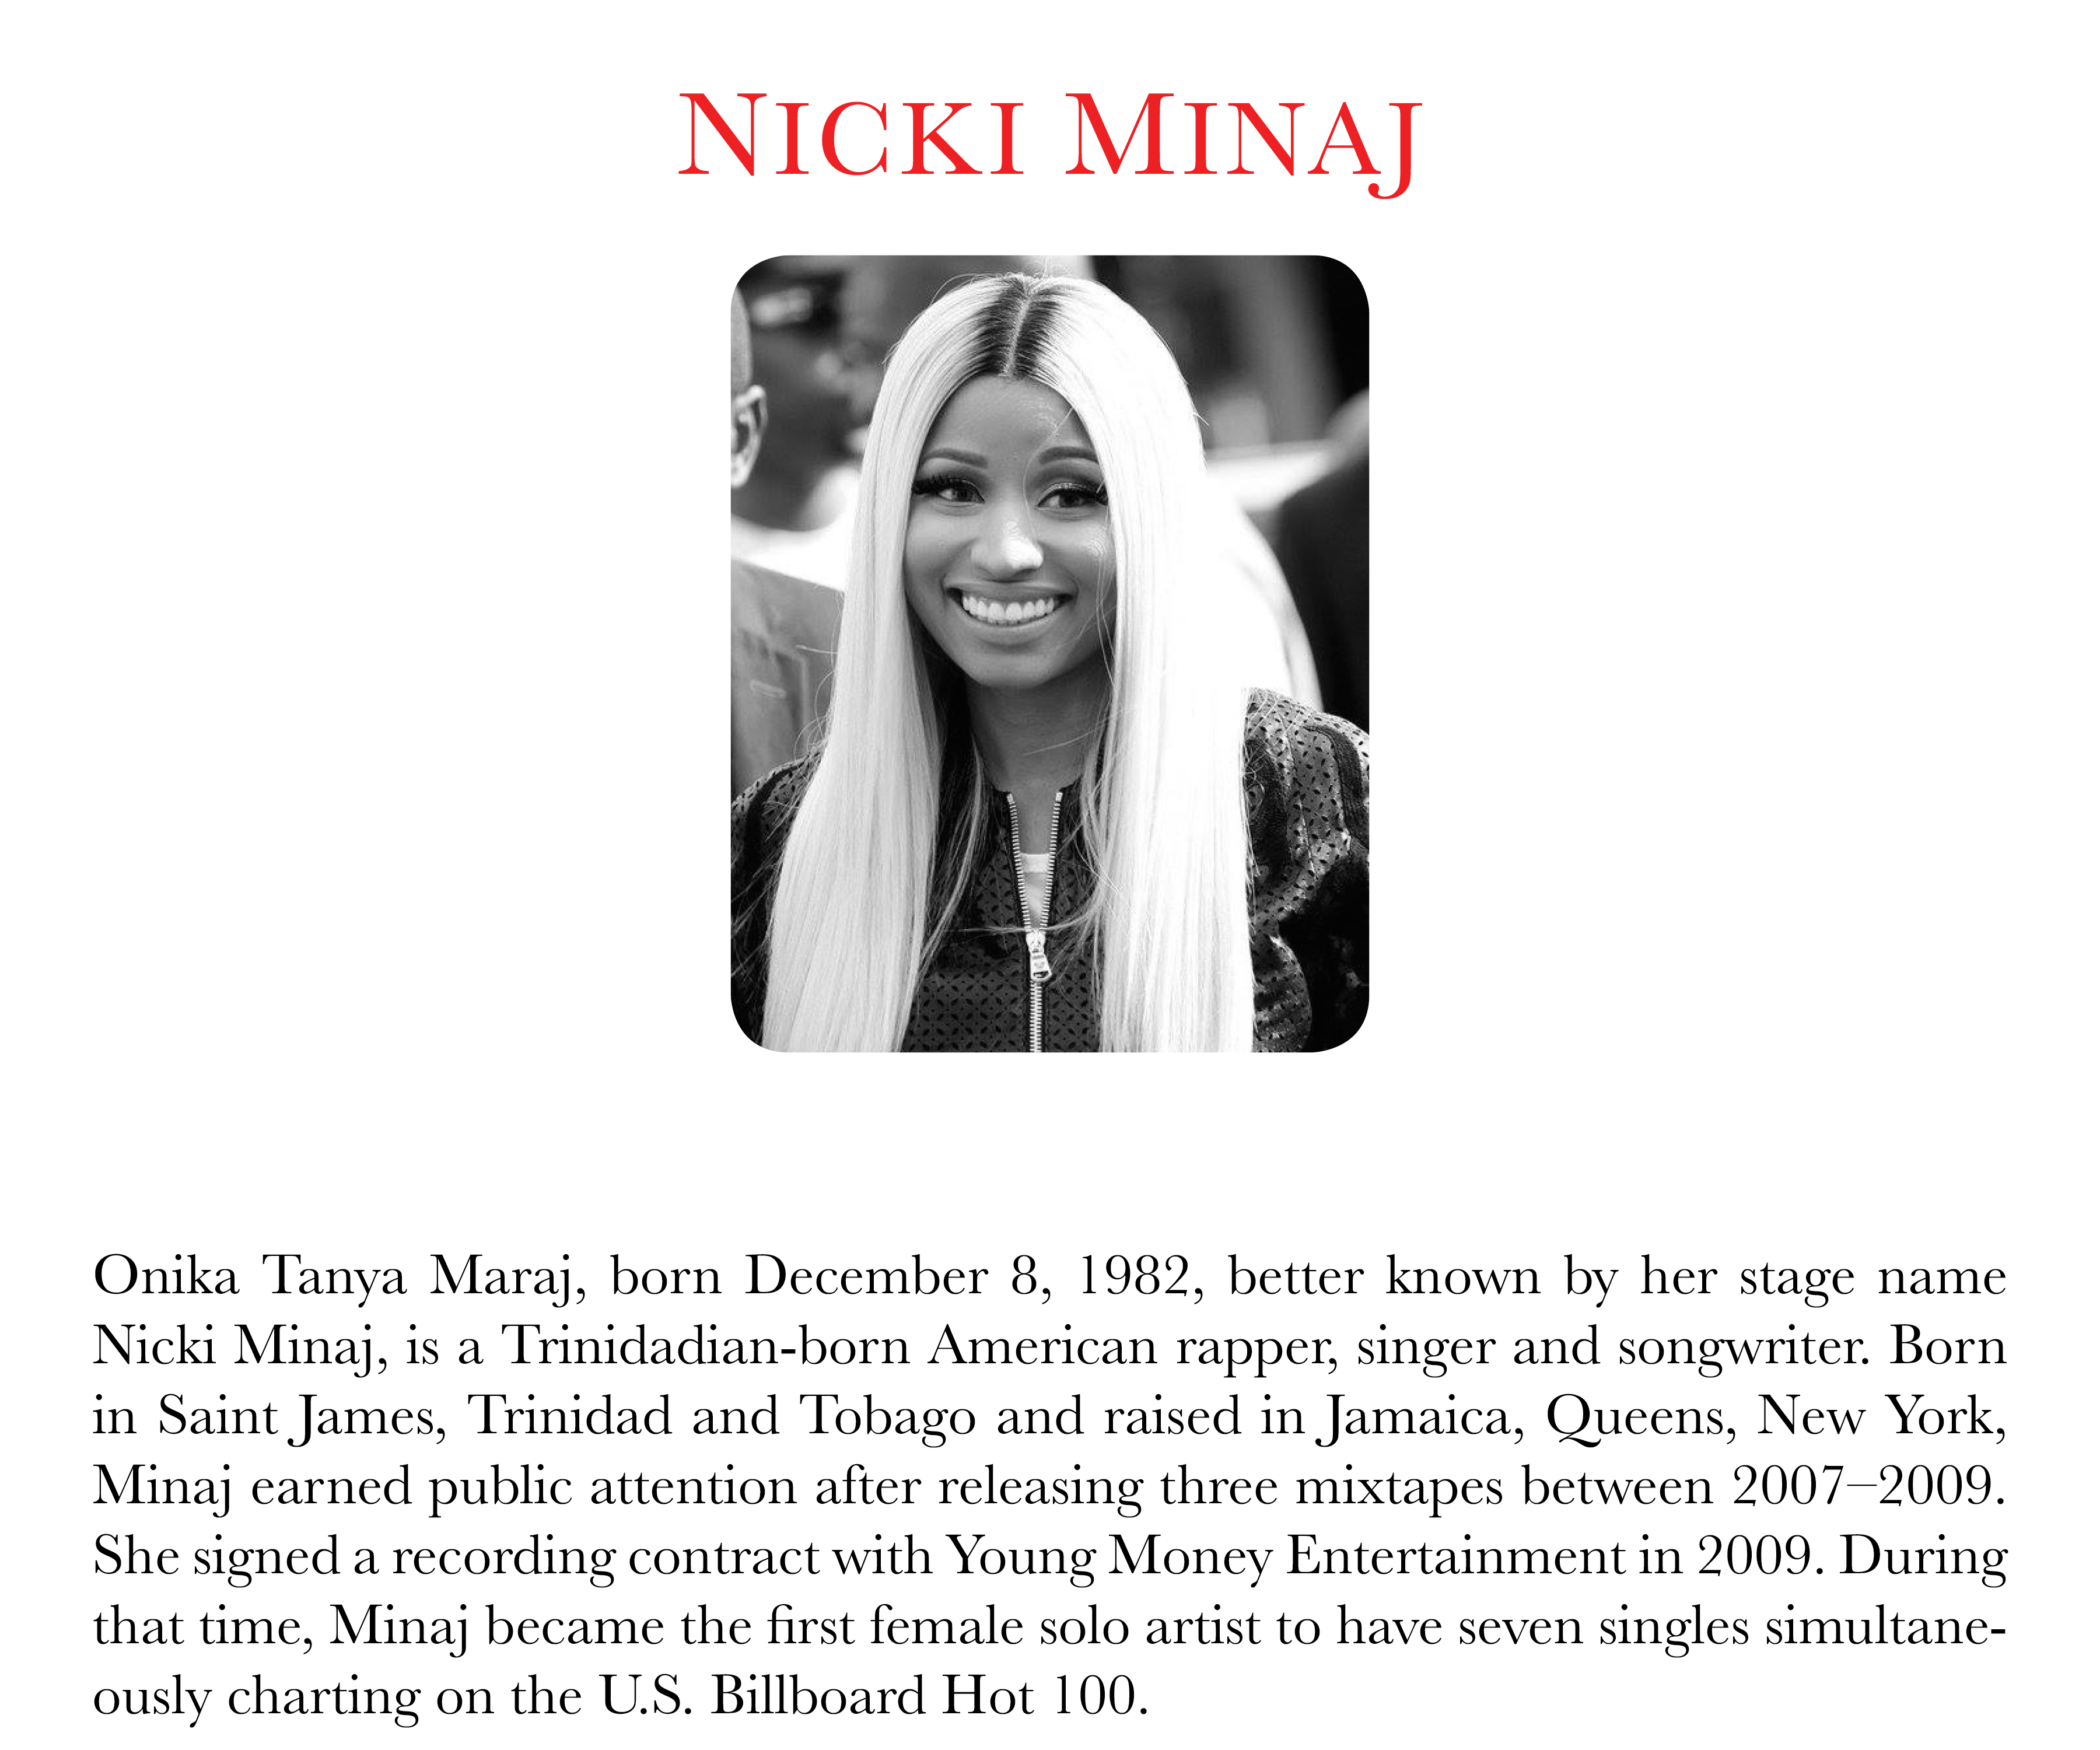 NICKI MINAJ
Onika Tanya Maraj, born December 8, 1982, better known by her stage name
Nicki Minaj, is a Trinidadian-born American rapper, singer and songwriter. Born
in Saint James, Trinidad and Tobago and raised in Jamaica, Queens, New York,
Minaj earned public attention after releasing three mixtapes between 2007–2009.
She signed a recording contract with Young Money Entertainment in 2009. During
that time, Minaj became the first female solo artist to have seven singles simultane-
ously charting on the U.S. Billboard Hot 100.